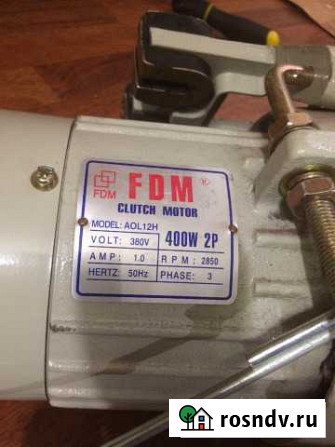 FDM ®
FDM
CLUTCH MOTOR
MODEL: AOL12H
VOLT: 380V
400W 2P
AMP: 1.0
RPM: 2850
HERTZ: 50Hz
PHASE: 3
rosndv.ru